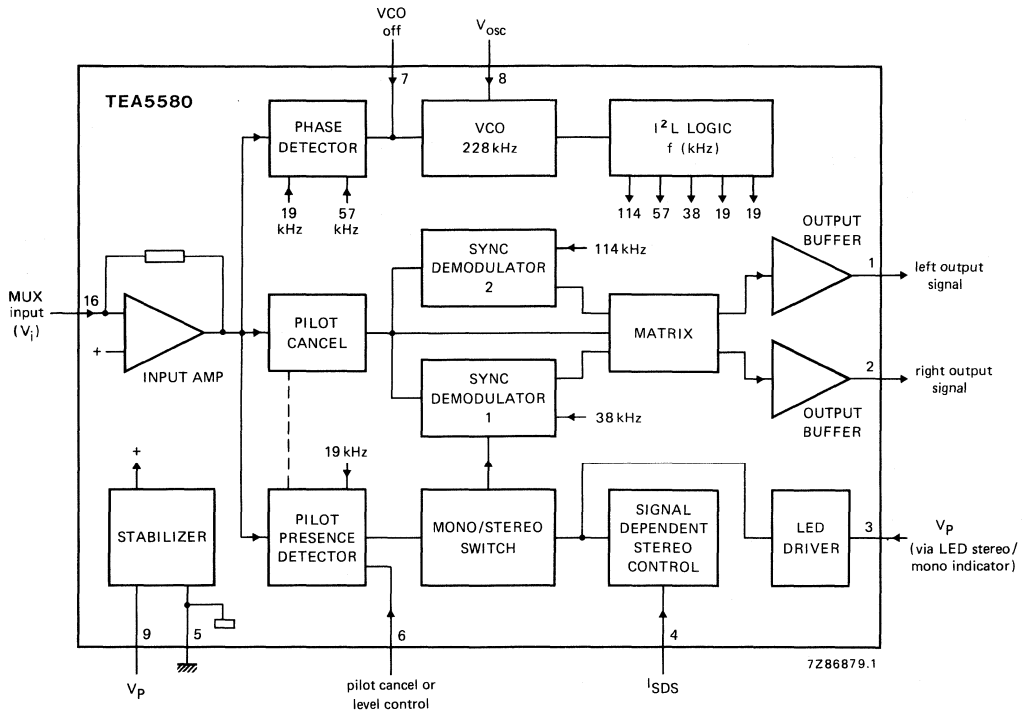 VCO
off
V osc
7
8
TEA5580
PHASE
DETECTOR
VCO
228 kHz
I²L LOGIC
f (kHz)
19
kHz
57
kHz
114 57 38 19 19
OUTPUT
BUFFER
SYNC
DEMODULATOR
2
114 kHz
1
left output
signal
MUX
input
(Vi)
16
+
INPUT AMP
PILOT
CANCEL
MATRIX
2
right output
signal
SYNC
DEMODULATOR
1
38 kHz
OUTPUT
BUFFER
+
19 kHz
STABILIZER
PILOT
PRESENCE
DETECTOR
MONO/STEREO
SWITCH
SIGNAL
DEPENDENT
STEREO
CONTROL
LED
DRIVER
3
VP
(via LED stereo/
mono indicator)
9
5
6
4
7Z86879.1
VP
pilot cancel or
level control
ISDS